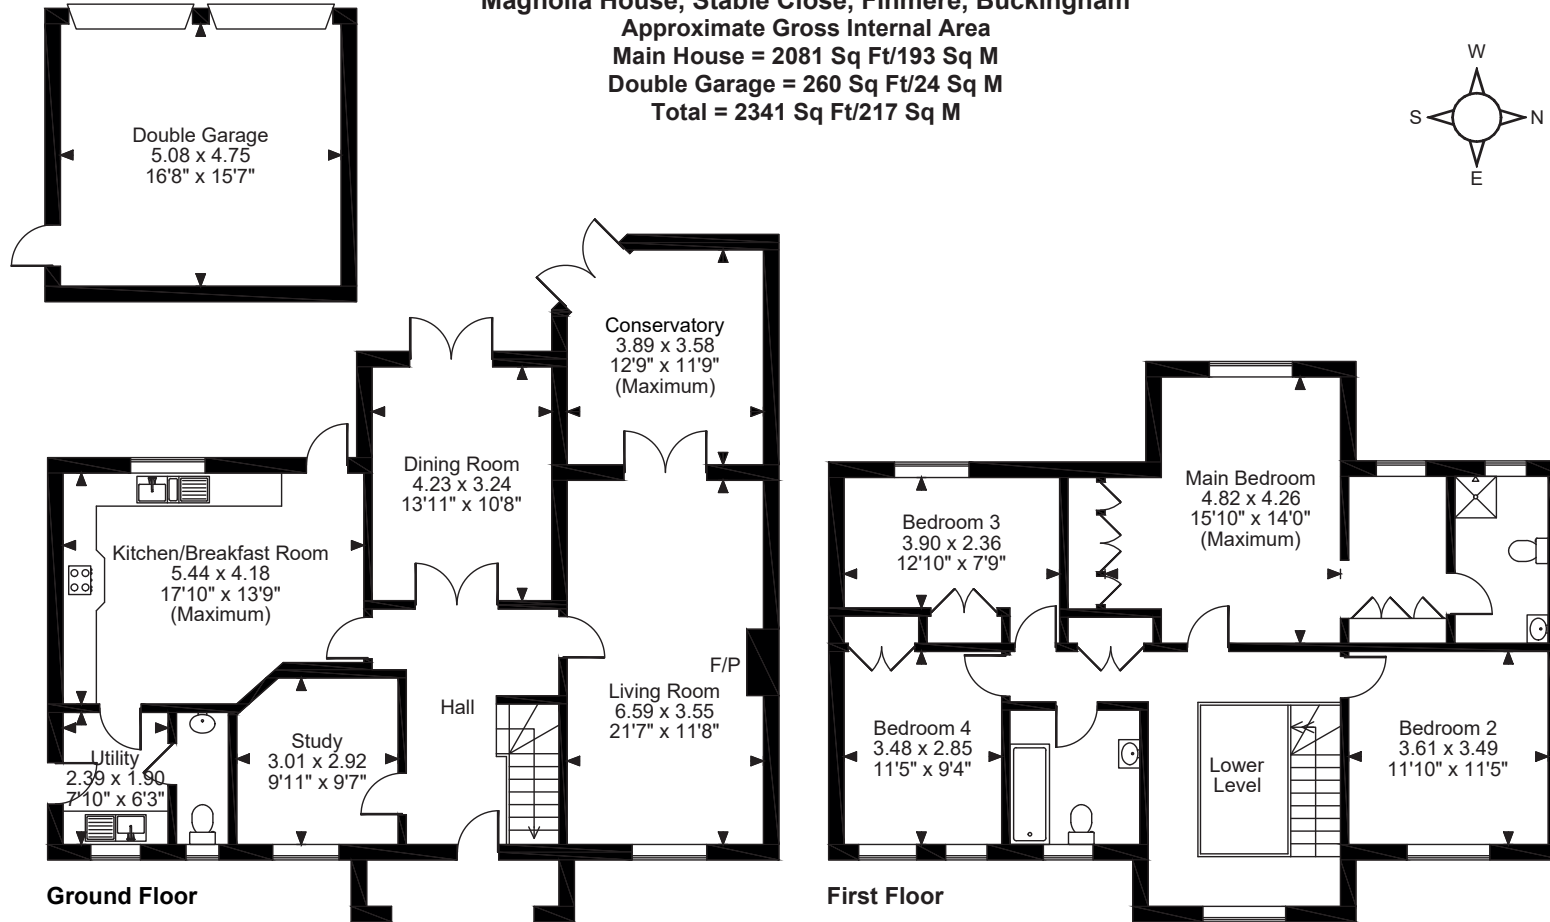 Magnolia House, Stable Close, Finmere, Buckingham
Approximate Gross Internal Area
Main House = 2081 Sq Ft/193 Sq M
Double Garage = 260 Sq Ft/24 Sq M
Total = 2341 Sq Ft/217 Sq M
W
S
N
E
Double Garage
5.08 x 4.75
16'8" x 15'7"
Conservatory
3.89 x 3.58
12'9" x 11'9"
(Maximum)
Dining Room
4.23 x 3.24
13'11" x 10'8"
Kitchen/Breakfast Room
5.44 x 4.18
17'10" x 13'9"
(Maximum)
F/P
Living Room
6.59 x 3.55
21'7" x 11'8"
Hall
Study
3.01 x 2.92
9'11" x 9'7"
Utility
2.39 x 1.90
7'10" x 6'3"
Ground Floor
Main Bedroom
4.82 x 4.26
15'10" x 14'0"
(Maximum)
Bedroom 3
3.90 x 2.36
12'10" x 7'9"
Bedroom 4
3.48 x 2.85
11'5" x 9'4"
Lower
Level
Bedroom 2
3.61 x 3.49
11'10" x 11'5"
First Floor